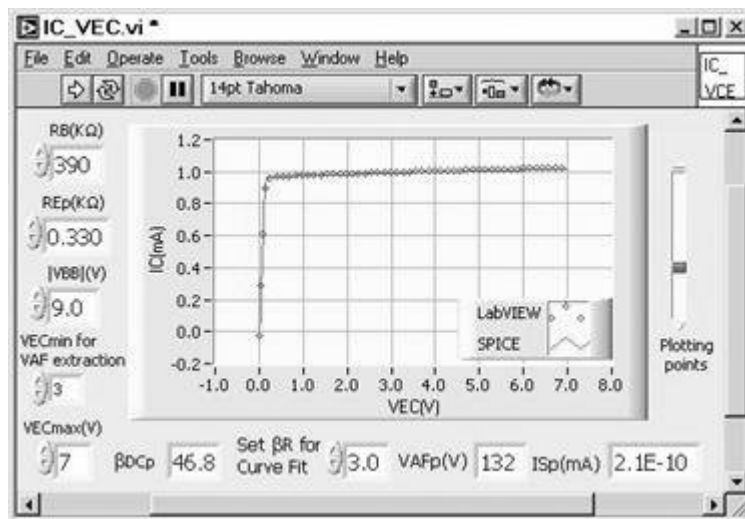 IC_VEC.vi *
File Edit Operate Tools Browse Window Help
14pt Tahoma
IC_
VCE
RB(KΩ)
390
REp(KΩ)
0.330
|VBB|(V)
9.0
VECmin for
VAF extraction
3
VECmax(V)
7
IC(mA)
1.2
1.0
0.8
0.6
0.4
0.2
0.0
-0.2
-1.0 0.0 1.0 2.0 3.0 4.0 5.0 6.0 7.0 8.0
VEC(V)
LabVIEW
SPICE
Plotting
points
βDCp 46.8
Set βR for
Curve Fit
3.0
VAFp(V) 132
ISp(mA) 2.1E-10